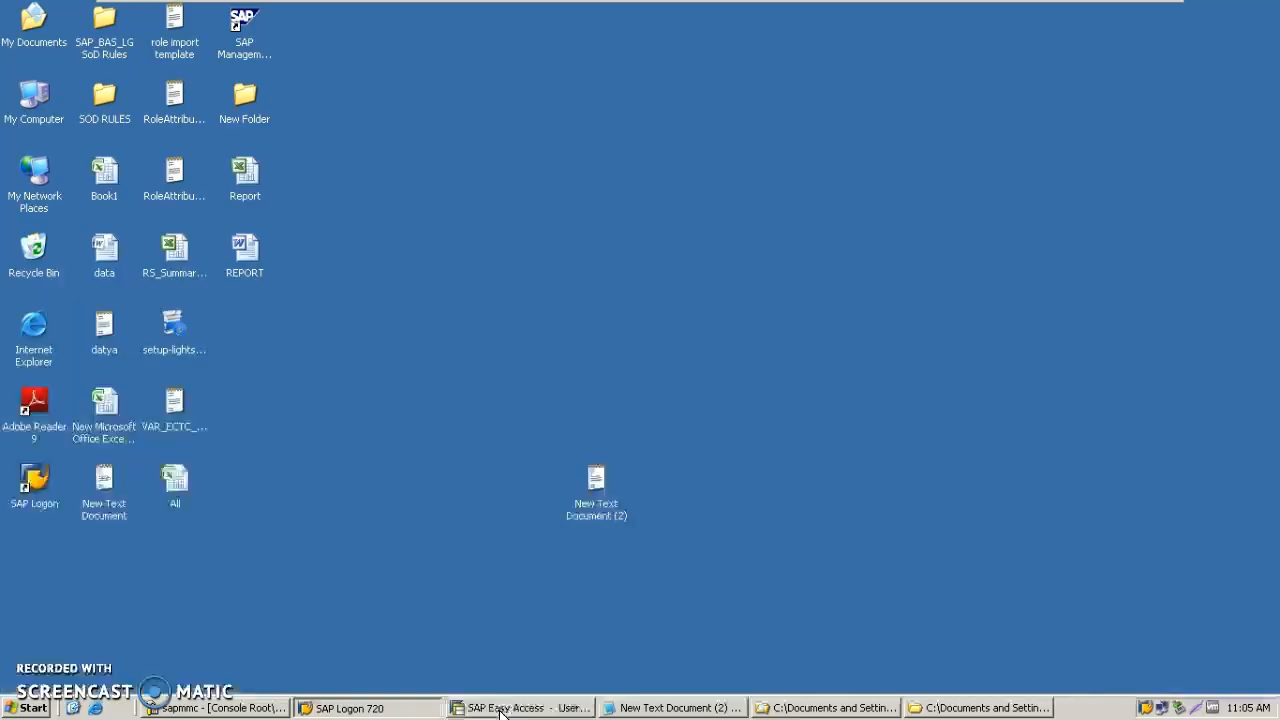 My Documents
SAP_BAS_LG
SoD Rules
role import
template
SAP
SAP
Managem...
My Computer
SOD RULES
RoleAttribu...
New Folder
My Network
Places
Book1
RoleAttribu...
Report
Recycle Bin
data
RS_Summar...
REPORT
Internet
Explorer
datya
setup-lights...
Adobe Reader
9
New Microsoft
Office Exce...
VAR_ECTC_...
SAP Logon
New Text
Document
All
New Text
Document (2)
RECORDED WITH
SCREENCAST MATIC
Start
Sapmmc - [Console Root\...
SAP Logon 720
SAP Easy Access - User...
New Text Document (2) ...
C:\Documents and Settin...
C:\Documents and Settin...
11:05 AM